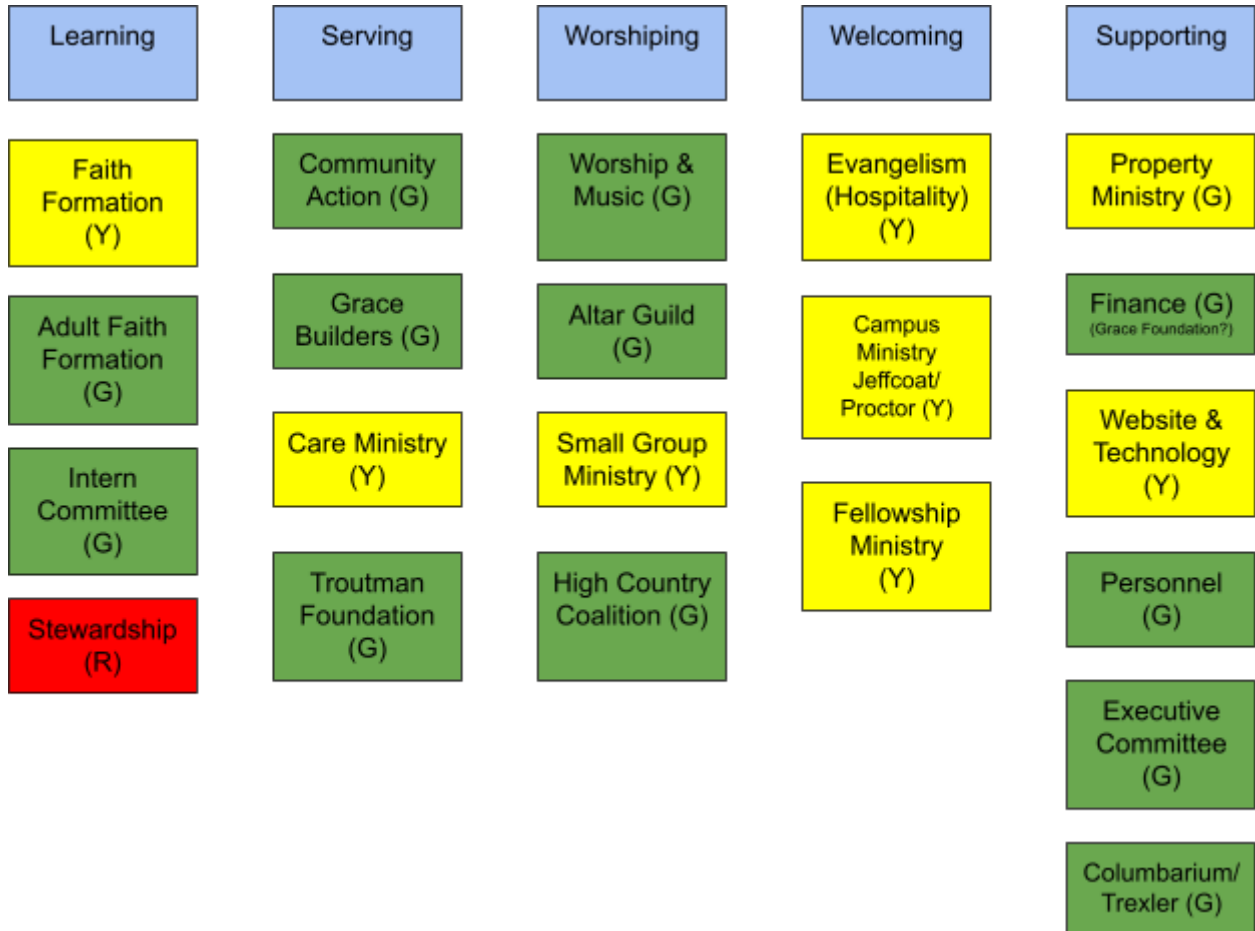 Learning
Faith
Formation
(Y)
Adult Faith
Formation
(G)
Intern
Committee
(G)
Stewardship
(R)
Serving
Community
Action (G)
Grace
Builders (G)
Care Ministry
(Y)
Troutman
Foundation
(G)
Worshiping
Worship &
Music (G)
Altar Guild
(G)
Small Group
Ministry (Y)
High Country
Coalition (G)
Welcoming
Evangelism
(Hospitality)
(Y)
Campus
Ministry
Jeffcoat/
Proctor (Y)
Fellowship
Ministry
(Y)
Supporting
Property
Ministry (G)
Finance (G)
(Grace Foundation?)
Website &
Technology
(Y)
Personnel
(G)
Executive
Committee
(G)
Columbarium/
Trexler (G)